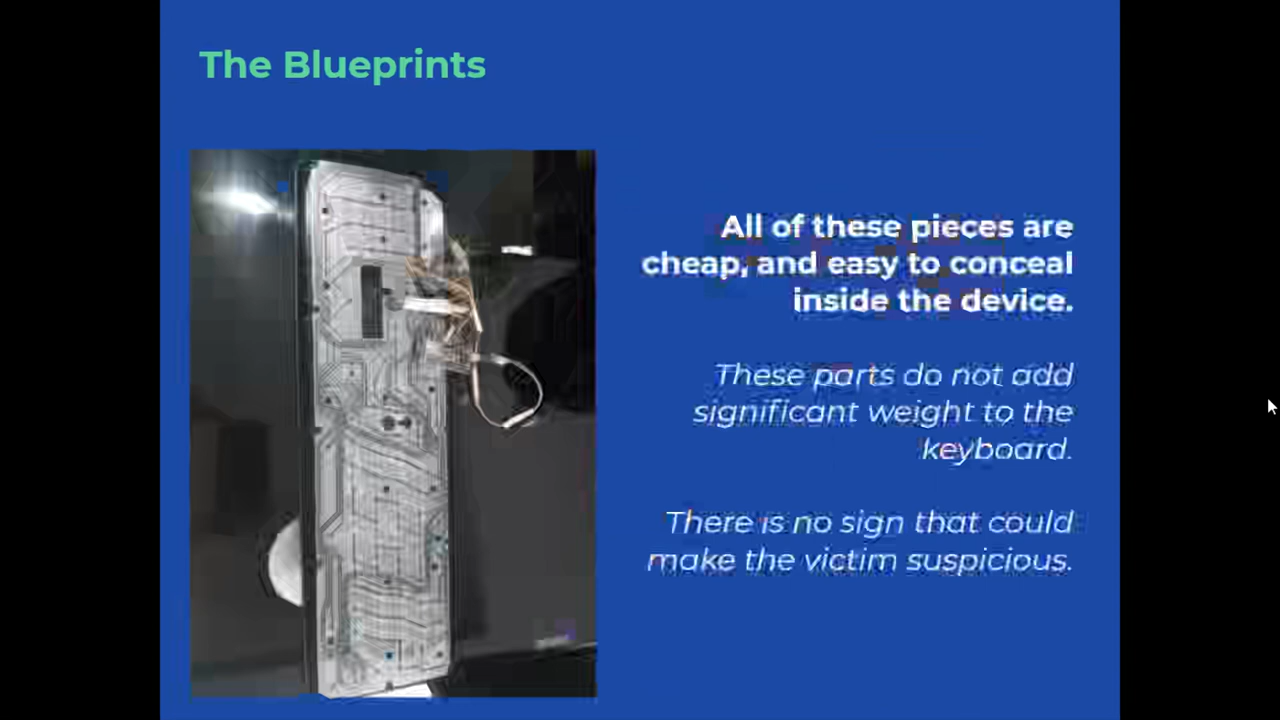 The Blueprints
All of these pieces are
cheap, and easy to conceal
inside the device.
These parts do not add
significant weight to the
keyboard.
There is no sign that could
make the victim suspicious.